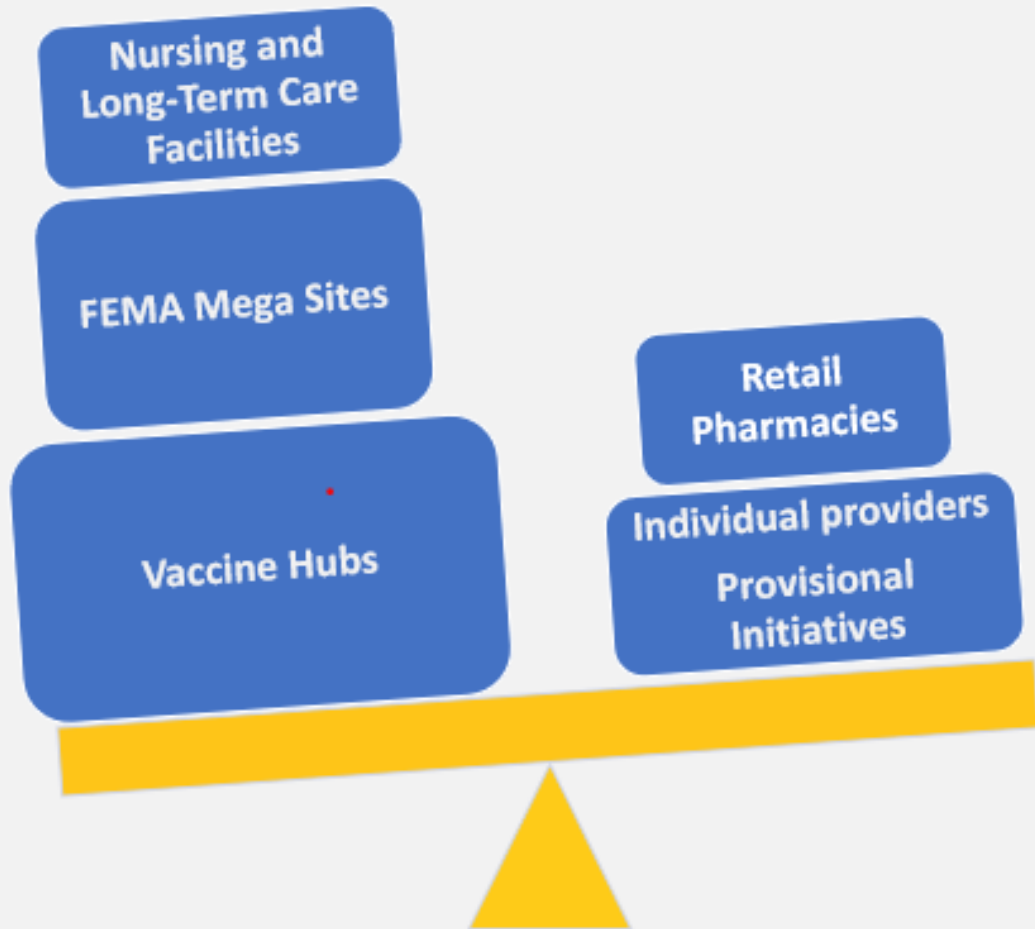 Nursing and
Long-Term Care
Facilities
FEMA Mega Sites
Vaccine Hubs
Retail
Pharmacies
Individual providers
Provisional
Initiatives